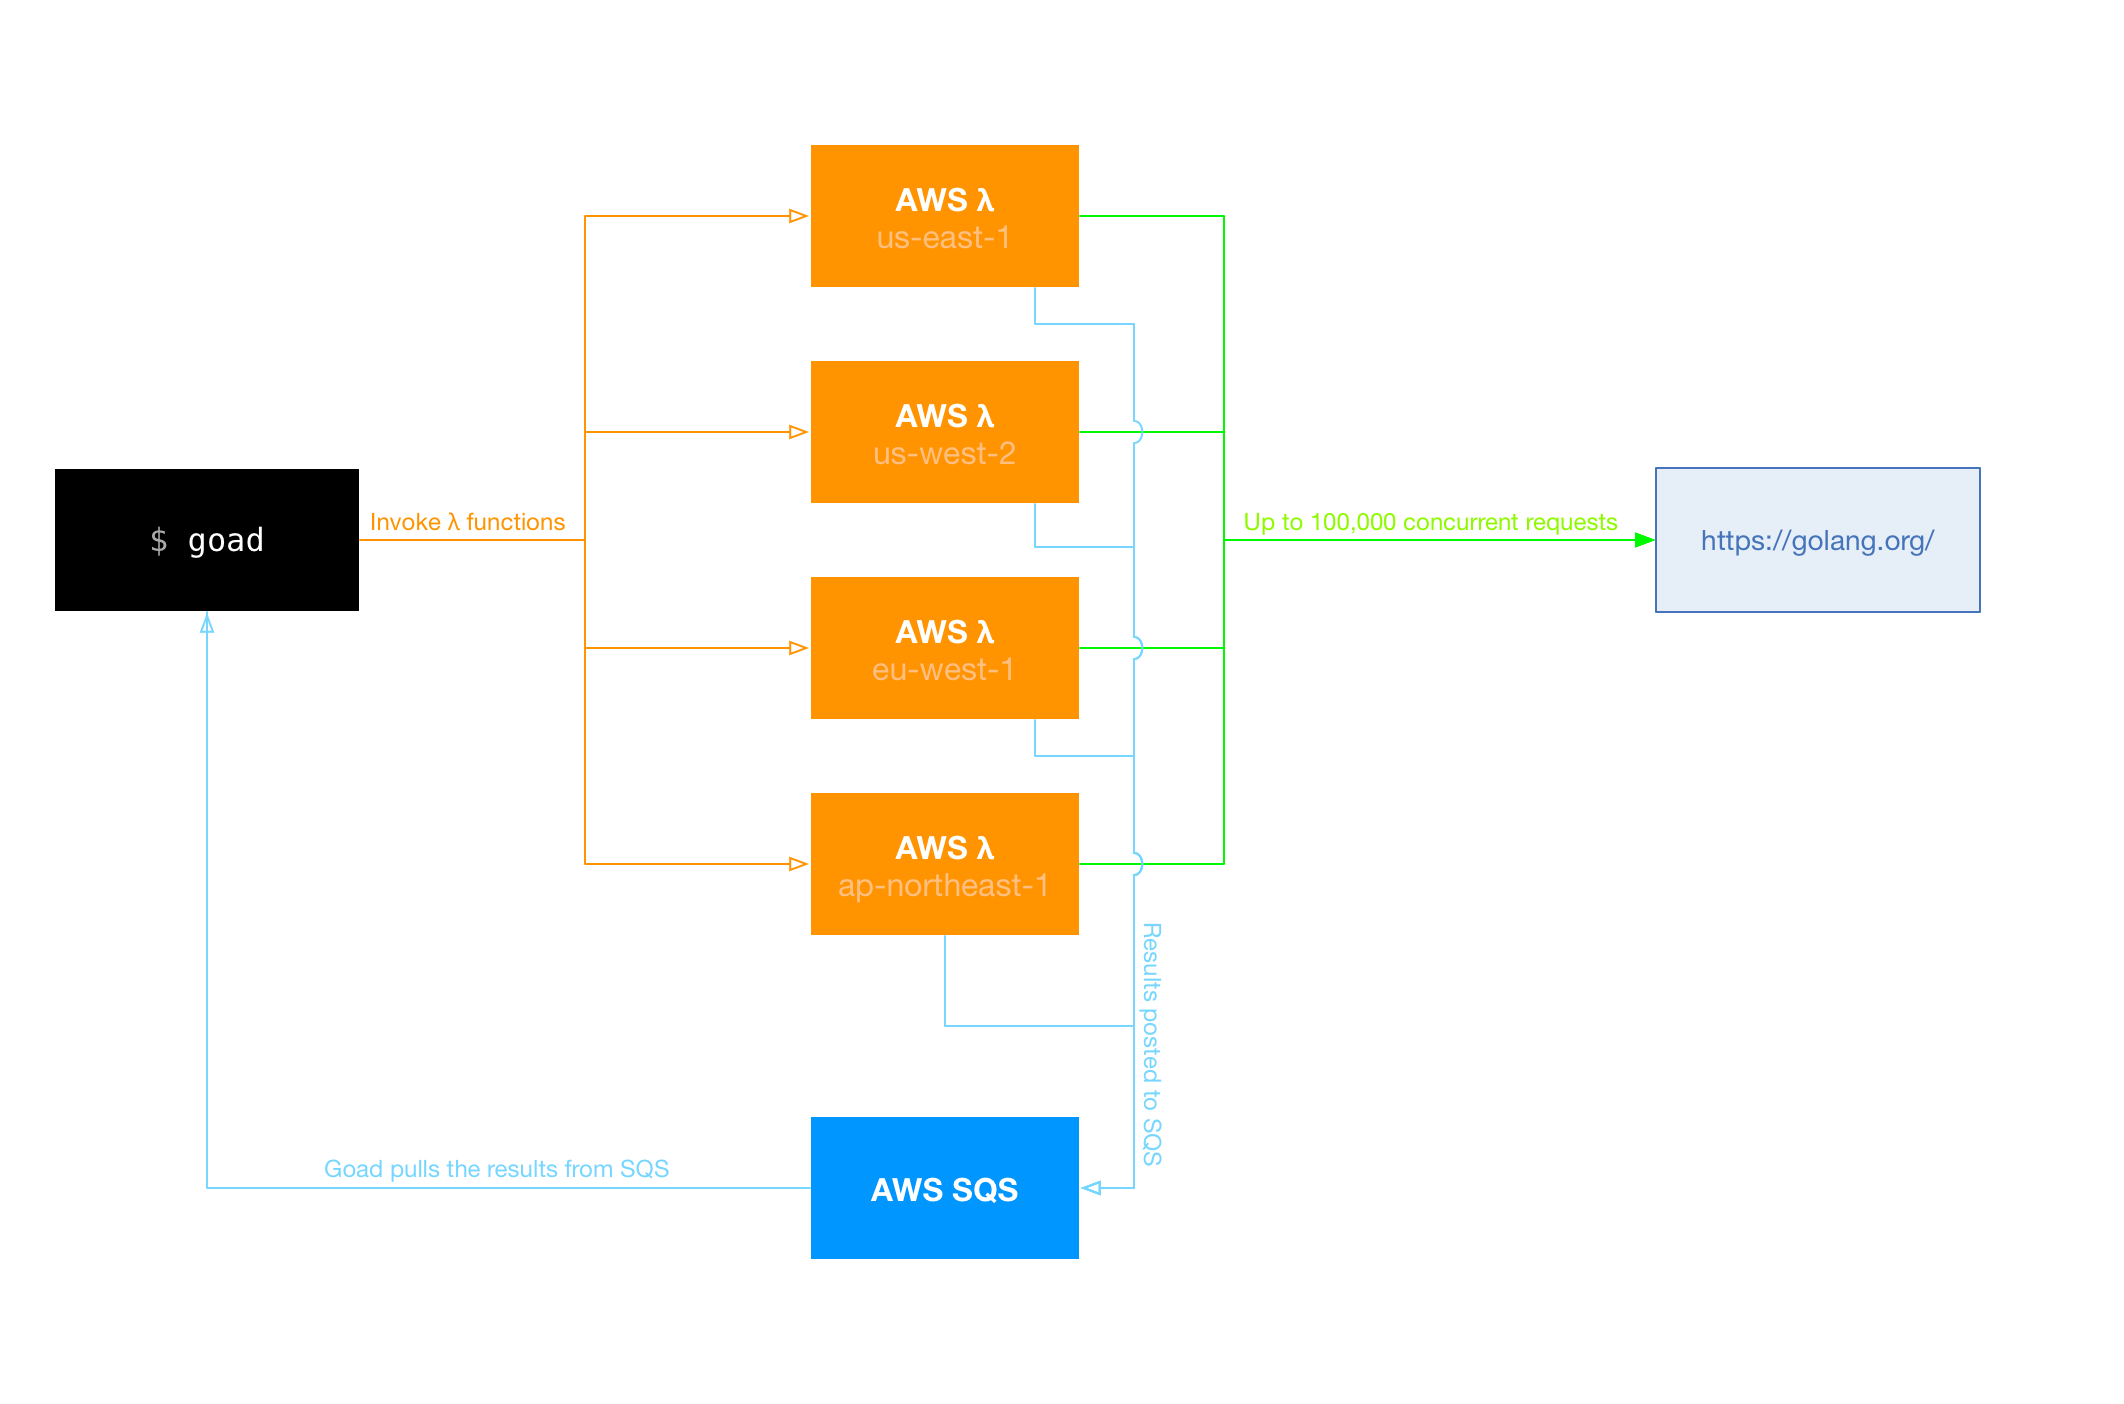 AWS λ
us-east-1
AWS λ
us-west-2
$ goad
Invoke λ functions
Up to 100,000 concurrent requests
https://golang.org/
AWS λ
eu-west-1
AWS λ
ap-northeast-1
Results posted to SQS
Goad pulls the results from SQS
AWS SQS